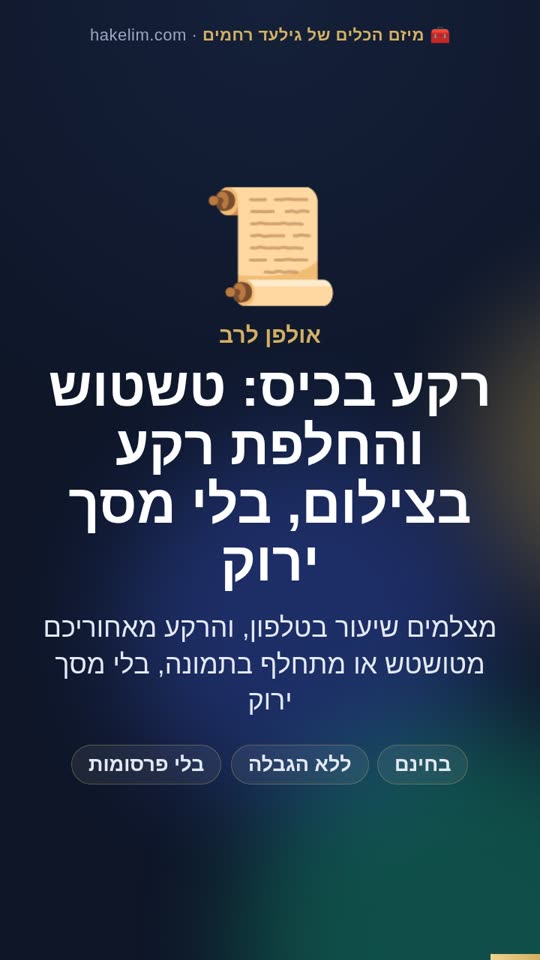 🧰 מיזם הכלים של גילעד רחמים · hakelim.com
אולפן לרב
רקע בכיס: טשטוש
והחלפת רקע
בצילום, בלי מסך
ירוק
מצלמים שיעור בטלפון, והרקע מאחוריכם
מטושטש או מתחלף בתמונה, בלי מסך
ירוק
בחינם
ללא הגבלה
בלי פרסומות